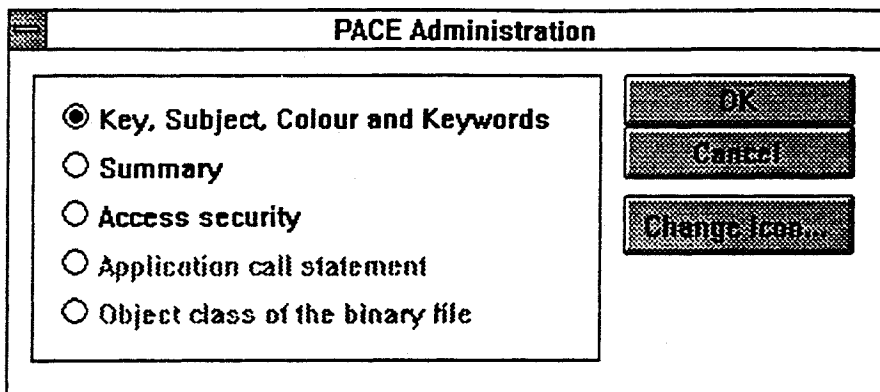 PACE Administration
Key, Subject, Colour and Keywords
Summary
Access security
Application call statement
Object class of the binary file
OK
Cancel
Change Icon...